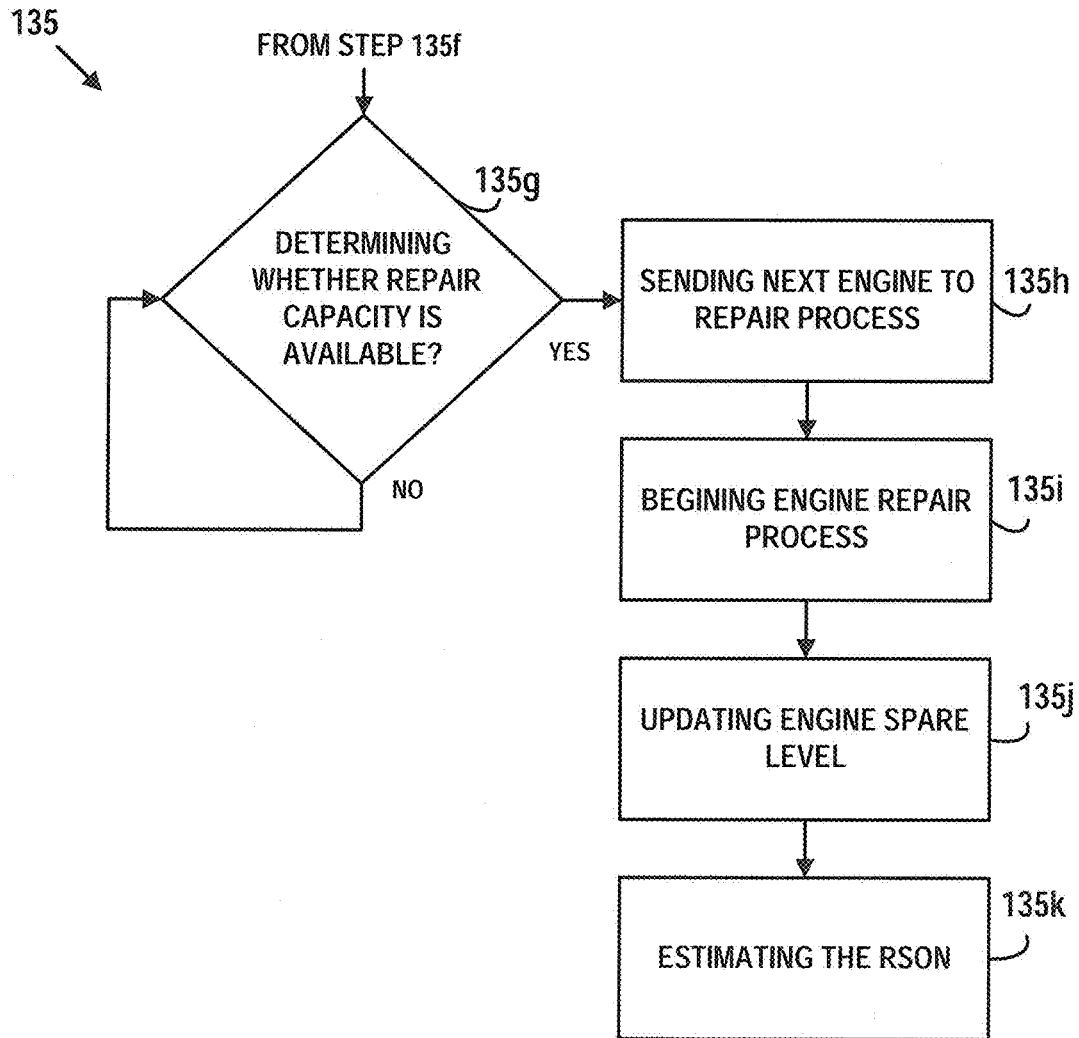 135
FROM STEP 135f
135g
DETERMINING
WHETHER REPAIR
CAPACITY IS
AVAILABLE?
YES
NO
SENDING NEXT ENGINE TO
REPAIR PROCESS
135h
BEGINING ENGINE REPAIR
PROCESS
135i
UPDATING ENGINE SPARE
LEVEL
135j
ESTIMATING THE RSON
135k